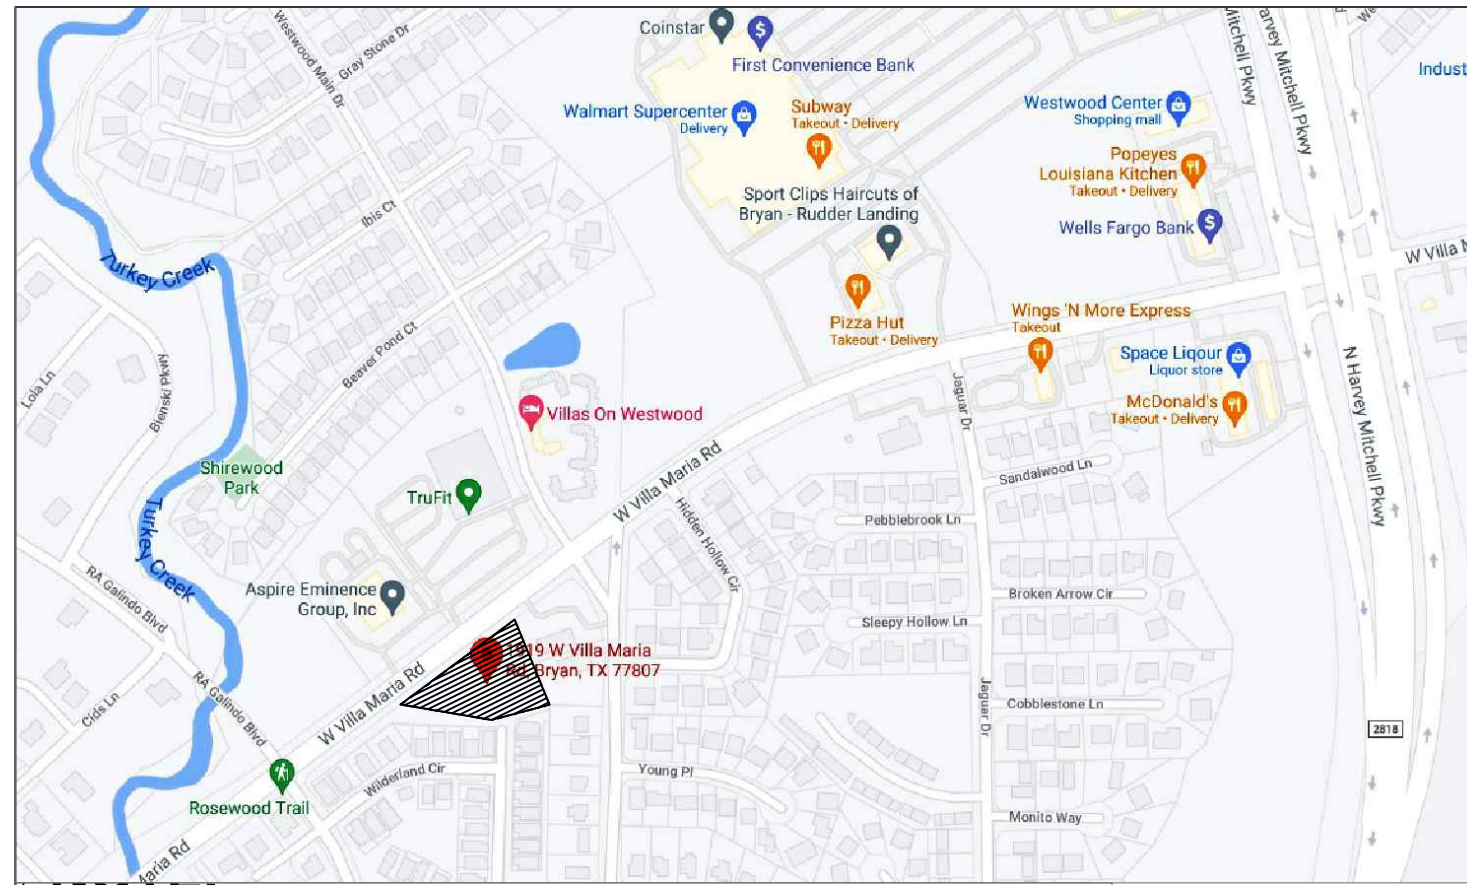 Coinstar
First Convenience Bank
Mitchell Pkwy
Harvey Mitchell Pkwy
Westwood Main Dr
Gray Stone Dr
Indust
Walmart Supercenter
Delivery
Subway
Takeout • Delivery
Westwood Center
Shopping mall
Popeyes
Louisiana Kitchen
Takeout • Delivery
Sport Clips Haircuts of
Bryan - Rudder Landing
Wells Fargo Bank
Ibis Ct
Turkey Creek
W Villa
Pizza Hut
Takeout • Delivery
Wings 'N More Express
Takeout
Space Liqour
Liquor store
McDonald's
Takeout • Delivery
Beaver Pond Ct
Lola Ln
Bienski Pkwy
Jaguar Dr
N Harvey Mitchell Pkwy
Villas On Westwood
W Villa Maria Rd
Shirewood
Park
TruFit
Sandalwood Ln
Hidden Hollow Cir
Pebblebrook Ln
Turkey Creek
RA Galindo Blvd
Aspire Eminence
Group, Inc
Broken Arrow Cir
Sleepy Hollow Ln
19 W Villa Maria
Rd, Bryan, TX 77807
W Villa Maria Rd
RA Galindo Blvd
Cids Ln
Jaguar Dr
Cobblestone Ln
2818
Wilderland Cir
Young Pl
Rosewood Trail
Monito Way
Maria Rd